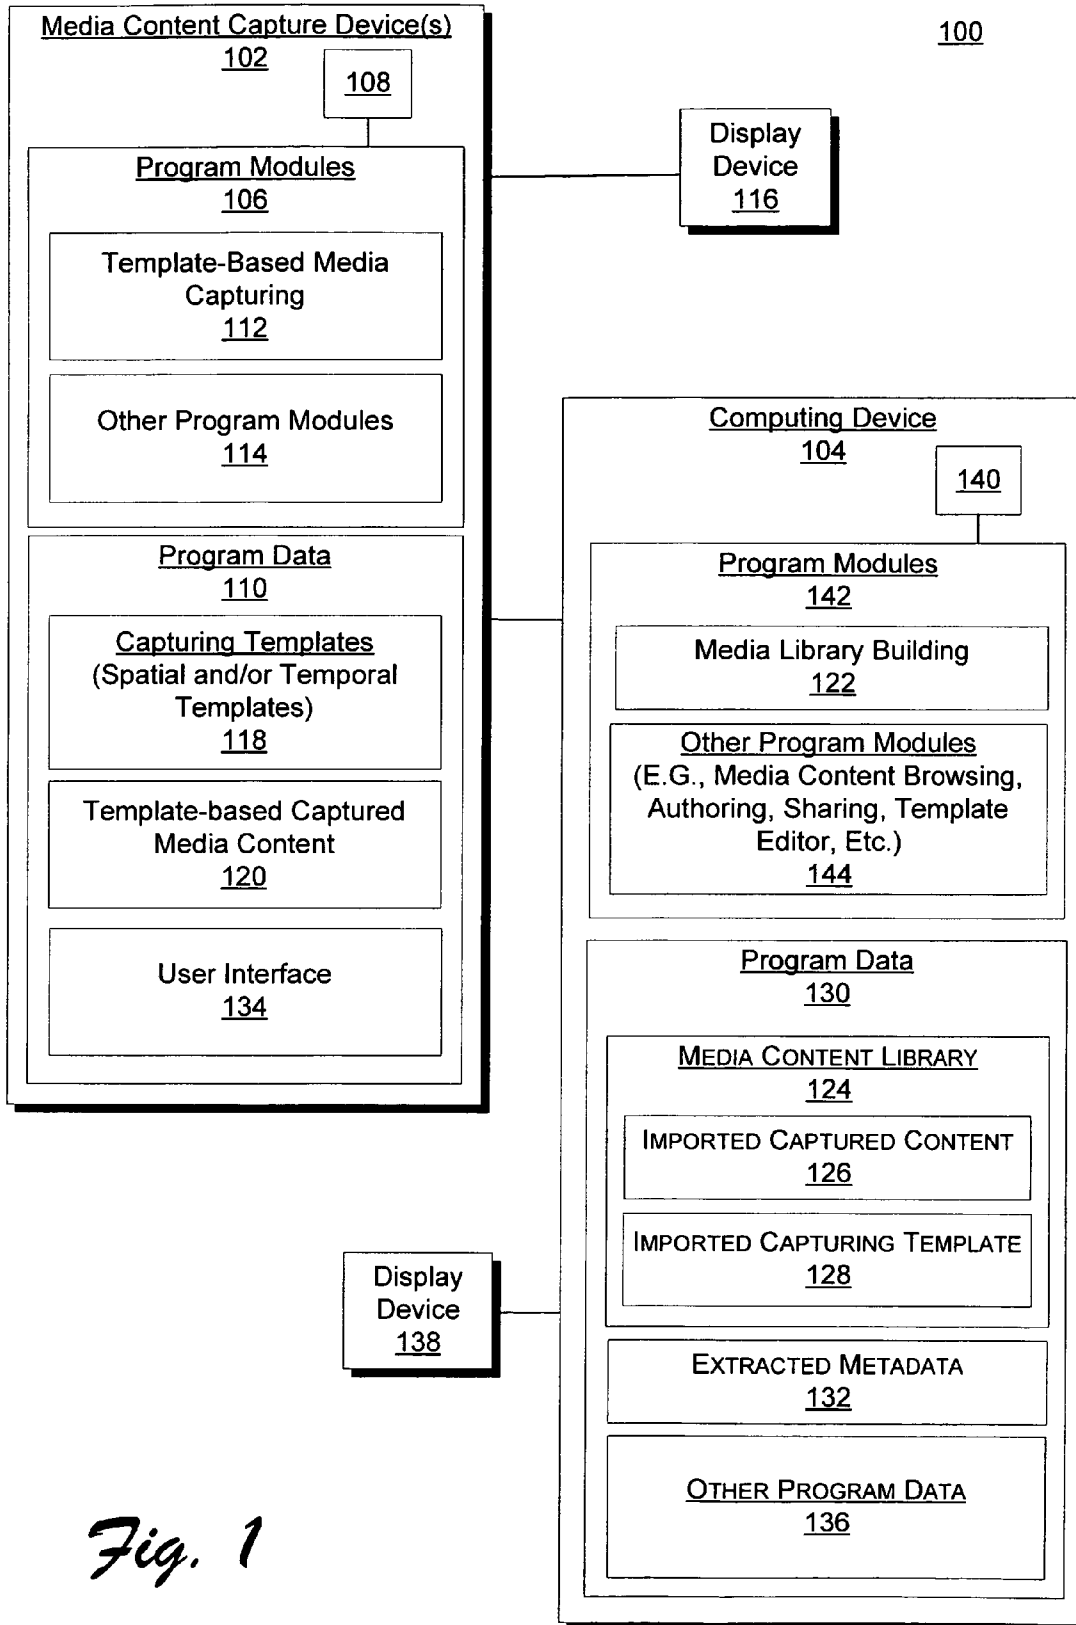 Media Content Capture Device(s)
102
100
108
Program Modules
106
Template-Based Media
Capturing
112
Other Program Modules
114
Display
Device
116
Program Data
110
Capturing Templates
(Spatial and/or Temporal
Templates)
118
Template-based Captured
Media Content
120
User Interface
134
Computing Device
104
140
Program Modules
142
Media Library Building
122
Other Program Modules
(E.G., Media Content Browsing,
Authoring, Sharing, Template
Editor, Etc.)
144
Program Data
130
MEDIA CONTENT LIBRARY
124
IMPORTED CAPTURED CONTENT
126
IMPORTED CAPTURING TEMPLATE
128
EXTRACTED METADATA
132
OTHER PROGRAM DATA
136
Display
Device
138
Fig. 1